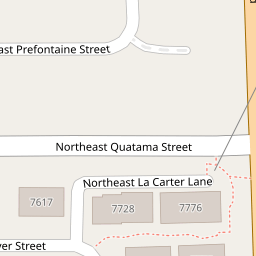 ast Prefontaine Street
Northeast Quatama Street
Northeast La Carter Lane
7617
7728
7776
ver Street